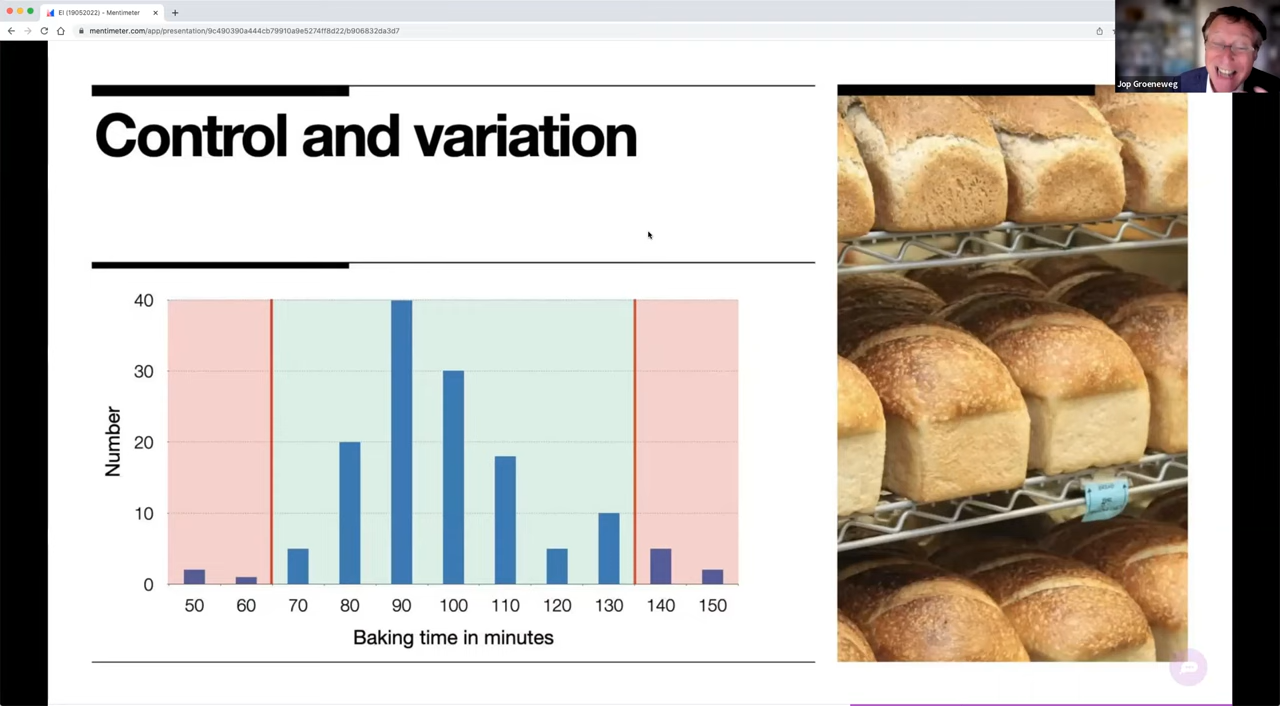 EI (19052022) - Mentimeter
mentimeter.com/app/presentation/9c490390a444cb79910a9e5274ff8d22/b906832da3d7
Jop Groeneweg
Control and variation
40
30
20
10
0
Number
50 60 70 80 90 100 110 120 130 140 150
Baking time in minutes
BREAD